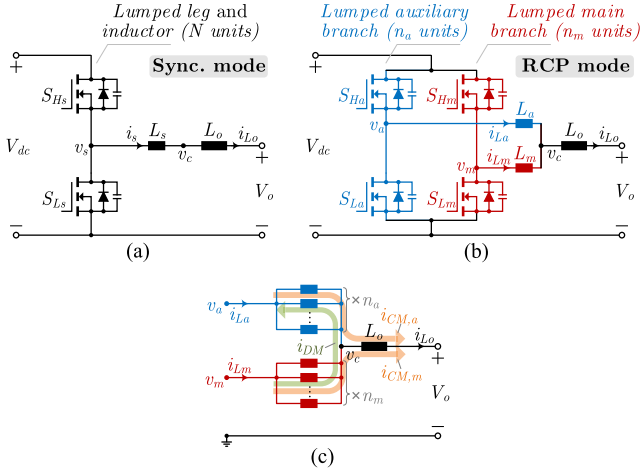 Lumped leg and
inductor (N units)
Sync. mode
+
S_Hs
V_dc
v_s
i_s
L_s
v_c
L_o
i_Lo
+
V_o
S_Ls
−
−
(a)
Lumped auxiliary
branch (n_a units)
Lumped main
branch (n_m units)
RCP mode
+
S_Ha
S_Hm
V_dc
v_a
L_a
i_La
v_m
i_Lm
L_m
v_c
L_o
i_Lo
+
V_o
S_La
S_Lm
−
−
(b)
v_a
i_La
× n_a
i_CM,a
i_DM
v_c
L_o
i_Lo
+
v_m
i_Lm
i_CM,m
× n_m
V_o
−
(c)